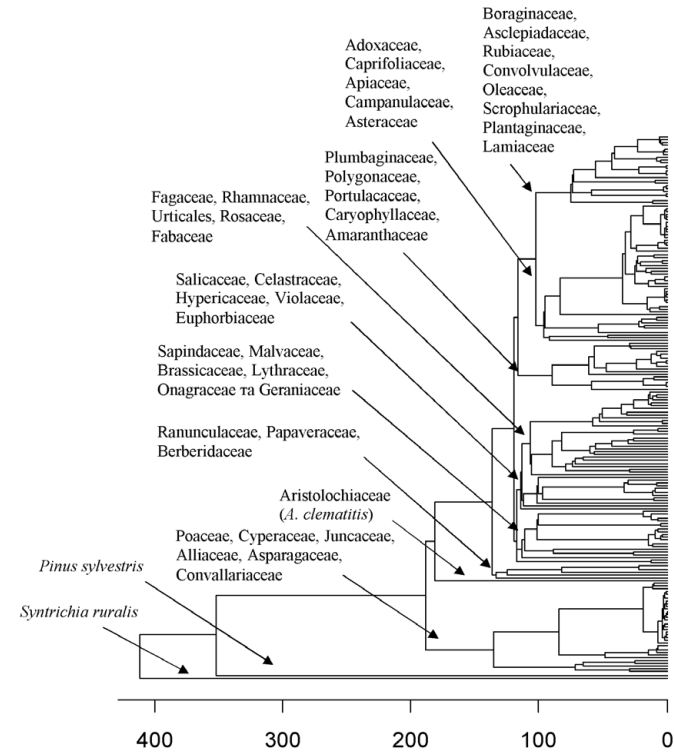 Boraginaceae,
Asclepiadaceae,
Rubiaceae,
Convolvulaceae,
Oleaceae,
Scrophulariaceae,
Plantaginaceae,
Lamiaceae
Adoxaceae,
Caprifoliaceae,
Apiaceae,
Campanulaceae,
Asteraceae
Plumbaginaceae,
Polygonaceae,
Portulacaceae,
Caryophyllaceae,
Amaranthaceae
Fagaceae, Rhamnaceae,
Urticales, Rosaceae,
Fabaceae
Salicaceae, Celastraceae,
Hypericaceae, Violaceae,
Euphorbiaceae
Sapindaceae, Malvaceae,
Brassicaceae, Lythraceae,
Onagraceae та Geraniaceae
Ranunculaceae, Papaveraceae,
Berberidaceae
Aristolochiaceae
(A. clematitis)
Poaceae, Cyperaceae, Juncaceae,
Alliaceae, Asparagaceae,
Convallariaceae
Pinus sylvestris
Syntrichia ruralis
400 300 200 100 0